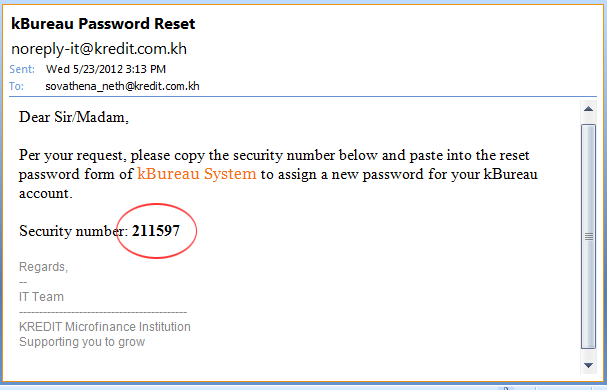 kBureau Password Reset
noreply-it@kredit.com.kh
Sent: Wed 5/23/2012 3:13 PM
To: sovathena_neth@kredit.com.kh
Dear Sir/Madam,
Per your request, please copy the security number below and paste into the reset
password form of kBureau System to assign a new password for your kBureau
account.
Security number: 211597
Regards,
--
IT Team
------------------------------------------
KREDIT Microfinance Institution
Supporting you to grow